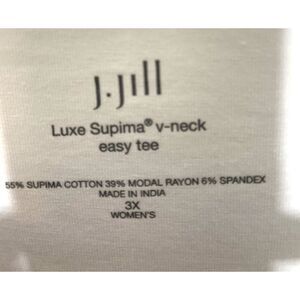 J.Jill
Luxe Supima® v-neck
easy tee
55% SUPIMA COTTON 39% MODAL RAYON 6% SPANDEX
MADE IN INDIA
3X
WOMEN'S